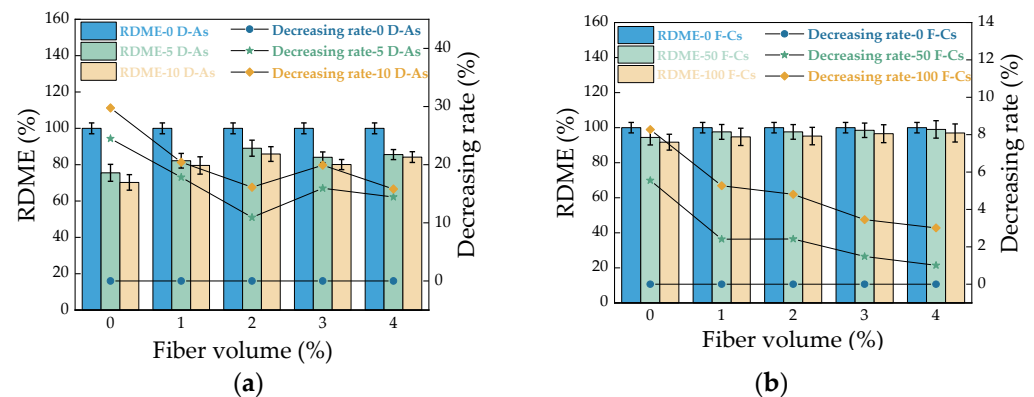 160
140
120
100
80
60
40
20
0
RDME (%)
RDME-0 D-As
RDME-5 D-As
RDME-10 D-As
Decreasing rate-0 D-As
Decreasing rate-5 D-As
Decreasing rate-10 D-As
40
30
20
10
0
Decreasing rate (%)
0 1 2 3 4
Fiber volume (%)
(a)
160
140
120
100
80
60
40
20
0
RDME (%)
RDME-0 F-Cs
RDME-50 F-Cs
RDME-100 F-Cs
Decreasing rate-0 F-Cs
Decreasing rate-50 F-Cs
Decreasing rate-100 F-Cs
14
12
10
8
6
4
2
0
Decreasing rate (%)
0 1 2 3 4
Fiber volume (%)
(b)